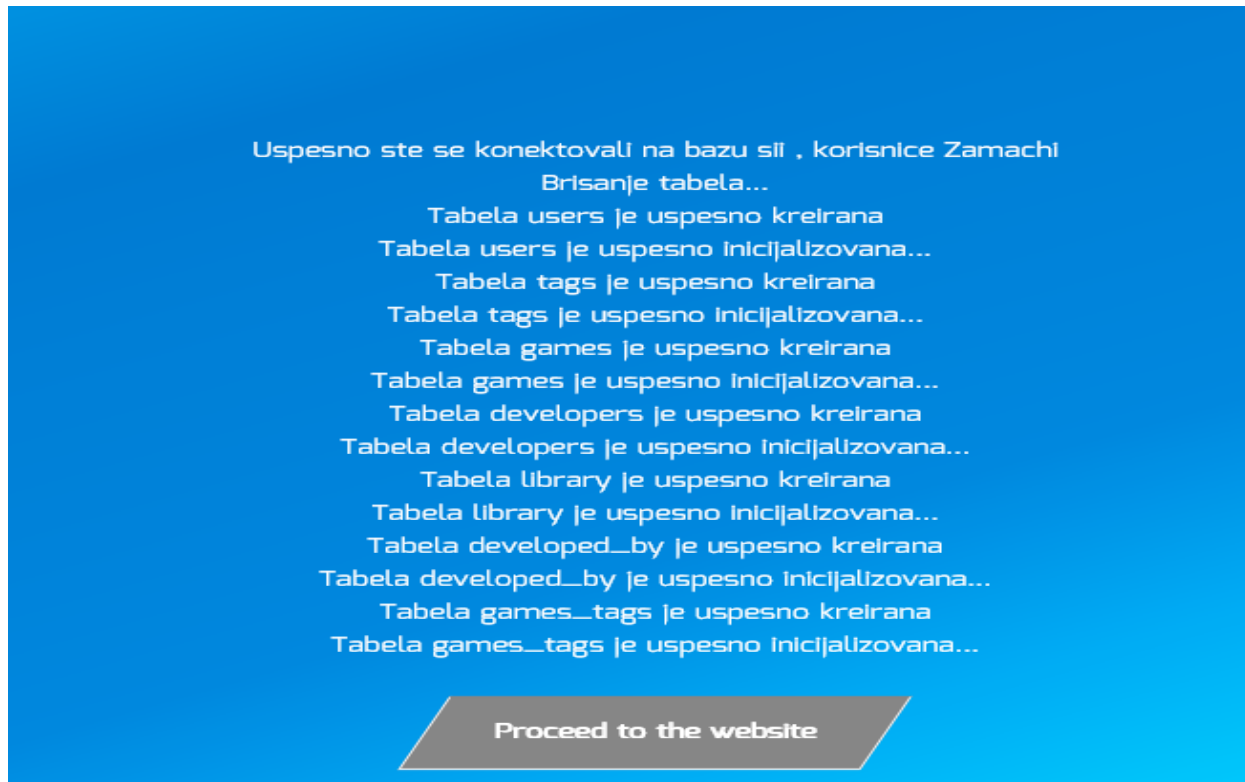 Uspesno ste se konektovali na bazu sii , korisnice Zamachi
Brisanje tabela...
Tabela users je uspesno kreirana
Tabela users je uspesno inicijalizovana...
Tabela tags je uspesno kreirana
Tabela tags je uspesno inicijalizovana...
Tabela games je uspesno kreirana
Tabela games je uspesno inicijalizovana...
Tabela developers je uspesno kreirana
Tabela developers je uspesno inicijalizovana...
Tabela library je uspesno kreirana
Tabela library je uspesno inicijalizovana...
Tabela developed_by je uspesno kreirana
Tabela developed_by je uspesno inicijalizovana...
Tabela games_tags je uspesno kreirana
Tabela games_tags je uspesno inicijalizovana...
Proceed to the website